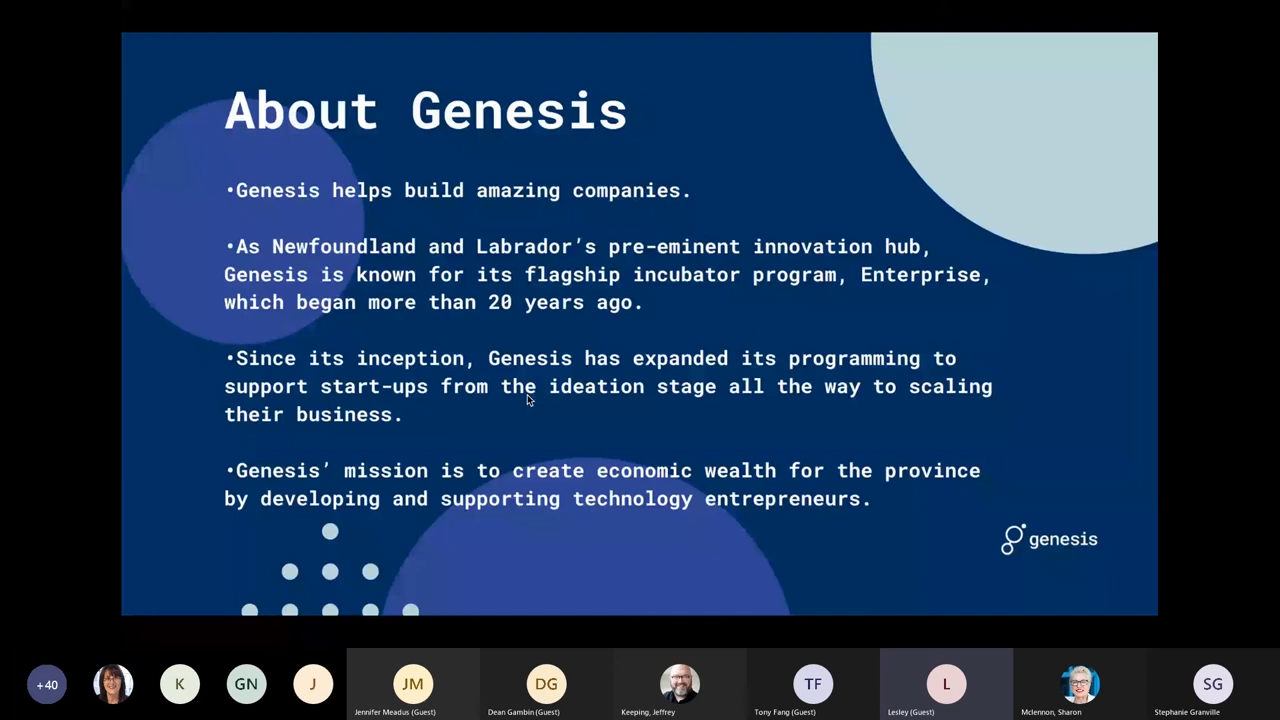 About Genesis
•Genesis helps build amazing companies.
•As Newfoundland and Labrador’s pre-eminent innovation hub,
Genesis is known for its flagship incubator program, Enterprise,
which began more than 20 years ago.
•Since its inception, Genesis has expanded its programming to
support start-ups from the ideation stage all the way to scaling
their business.
•Genesis’ mission is to create economic wealth for the province
by developing and supporting technology entrepreneurs.
genesis
+40
K
GN
J
JM
DG
TF
L
SG
Jennifer Meadus (Guest)
Dean Gambin (Guest)
Keeping, Jeffrey
Tony Fang (Guest)
Lesley (Guest)
Mclennon, Sharon
Stephanie Granville